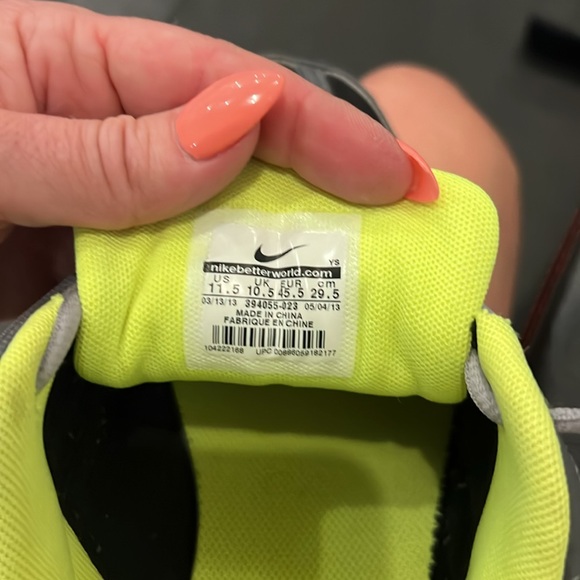 YS
nikebetterworld.com
US UK EUR cm
11.5 10.5 45.5 29.5
03/13/13 394055-023 05/04/13
MADE IN CHINA
FABRIQUE EN CHINE
104222168 UPC 00886059182177